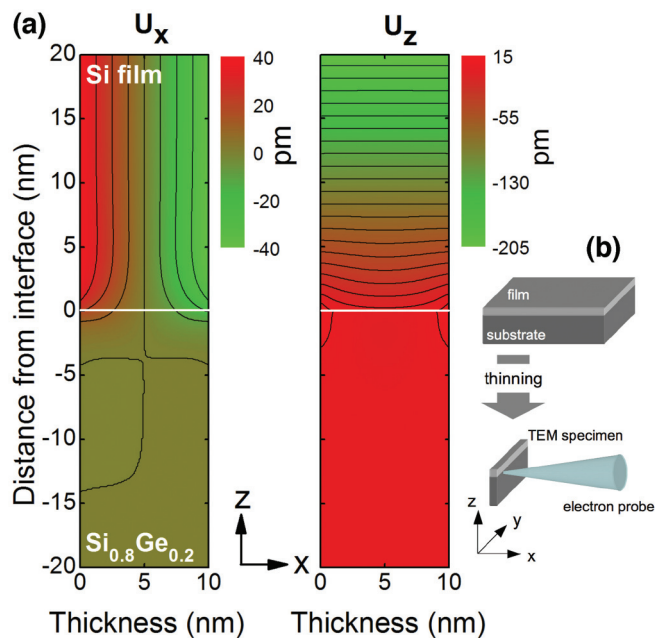 (a)
Uₓ
U_z
20
15
10
5
0
-5
-10
-15
-20
Distance from interface (nm)
Si film
Si₀.₈Ge₀.₂
40
20
0
-20
-40
pm
15
-55
-130
-205
pm
z
x
0 5 10
Thickness (nm)
0 5 10
Thickness (nm)
(b)
film
substrate
thinning
TEM specimen
electron probe
z
y
x